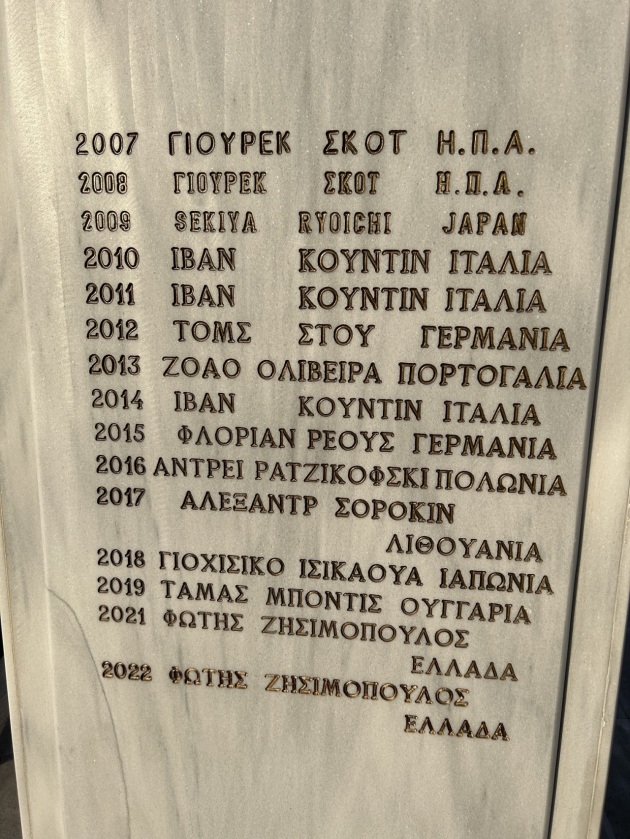 2007 ΓΙΟΥΡΕΚ ΣΚΟΤ Η.Π.Α.
2008 ΓΙΟΥΡΕΚ ΣΚΟΤ Η.Π.Α.
2009 SEKIYA RYOICHI JAPAN
2010 ΙΒΑΝ ΚΟΥΝΤΙΝ ΙΤΑΛΙΑ
2011 ΙΒΑΝ ΚΟΥΝΤΙΝ ΙΤΑΛΙΑ
2012 ΤΟΜΣ ΣΤΟΥ ΓΕΡΜΑΝΙΑ
2013 ΖΟΑΟ ΟΛΙΒΕΙΡΑ ΠΟΡΤΟΓΑΛΙΑ
2014 ΙΒΑΝ ΚΟΥΝΤΙΝ ΙΤΑΛΙΑ
2015 ΦΛΟΡΙΑΝ ΡΕΟΥΣ ΓΕΡΜΑΝΙΑ
2016 ΑΝΤΡΕΙ ΡΑΤΖΙΚΟΦΣΚΙ ΠΟΛΩΝΙΑ
2017 ΑΛΕΞΑΝΤΡ ΣΟΡΟΚΙΝ
ΛΙΘΟΥΑΝΙΑ
2018 ΓΙΟΧΙΣΙΚΟ ΙΣΙΚΑΟΥΑ ΙΑΠΩΝΙΑ
2019 ΤΑΜΑΣ ΜΠΟΝΤΙΣ ΟΥΓΓΑΡΙΑ
2021 ΦΩΤΗΣ ΖΗΣΙΜΟΠΟΥΛΟΣ
ΕΛΛΑΔΑ
2022 ΦΩΤΗΣ ΖΗΣΙΜΟΠΟΥΛΟΣ
ΕΛΛΑΔΑ